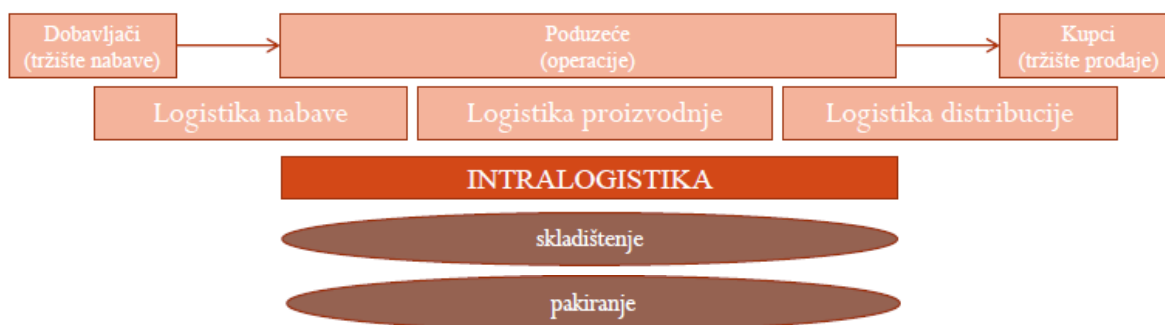 Dobavljači
(tržište nabave)
Poduzeće
(operacije)
Kupci
(tržište prodaje)
Logistika nabave
Logistika proizvodnje
Logistika distribucije
INTRALOGISTIKA
skladištenje
pakiranje